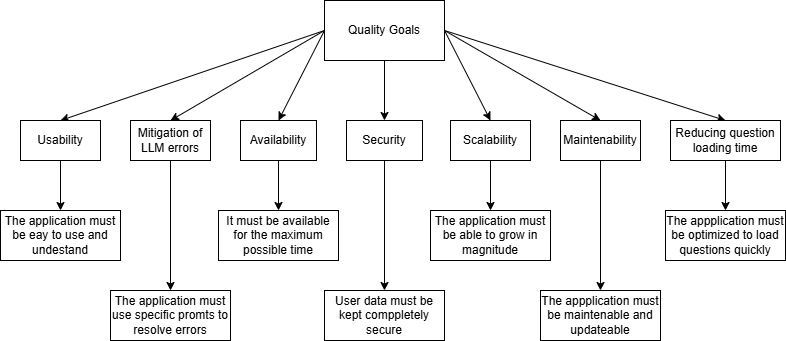 Quality Goals
Usability
Mitigation of
LLM errors
Availability
Security
Scalability
Maintenability
Reducing question
loading time
The application must
be eay to use and
undestand
It must be available
for the maximum
possible time
The application must
be able to grow in
magnitude
The appplication must
be optimized to load
questions quickly
The appplication must
use specific promts to
resolve errors
User data must be
kept comppletely
secure
The appplication must
be maintenable and
updateable